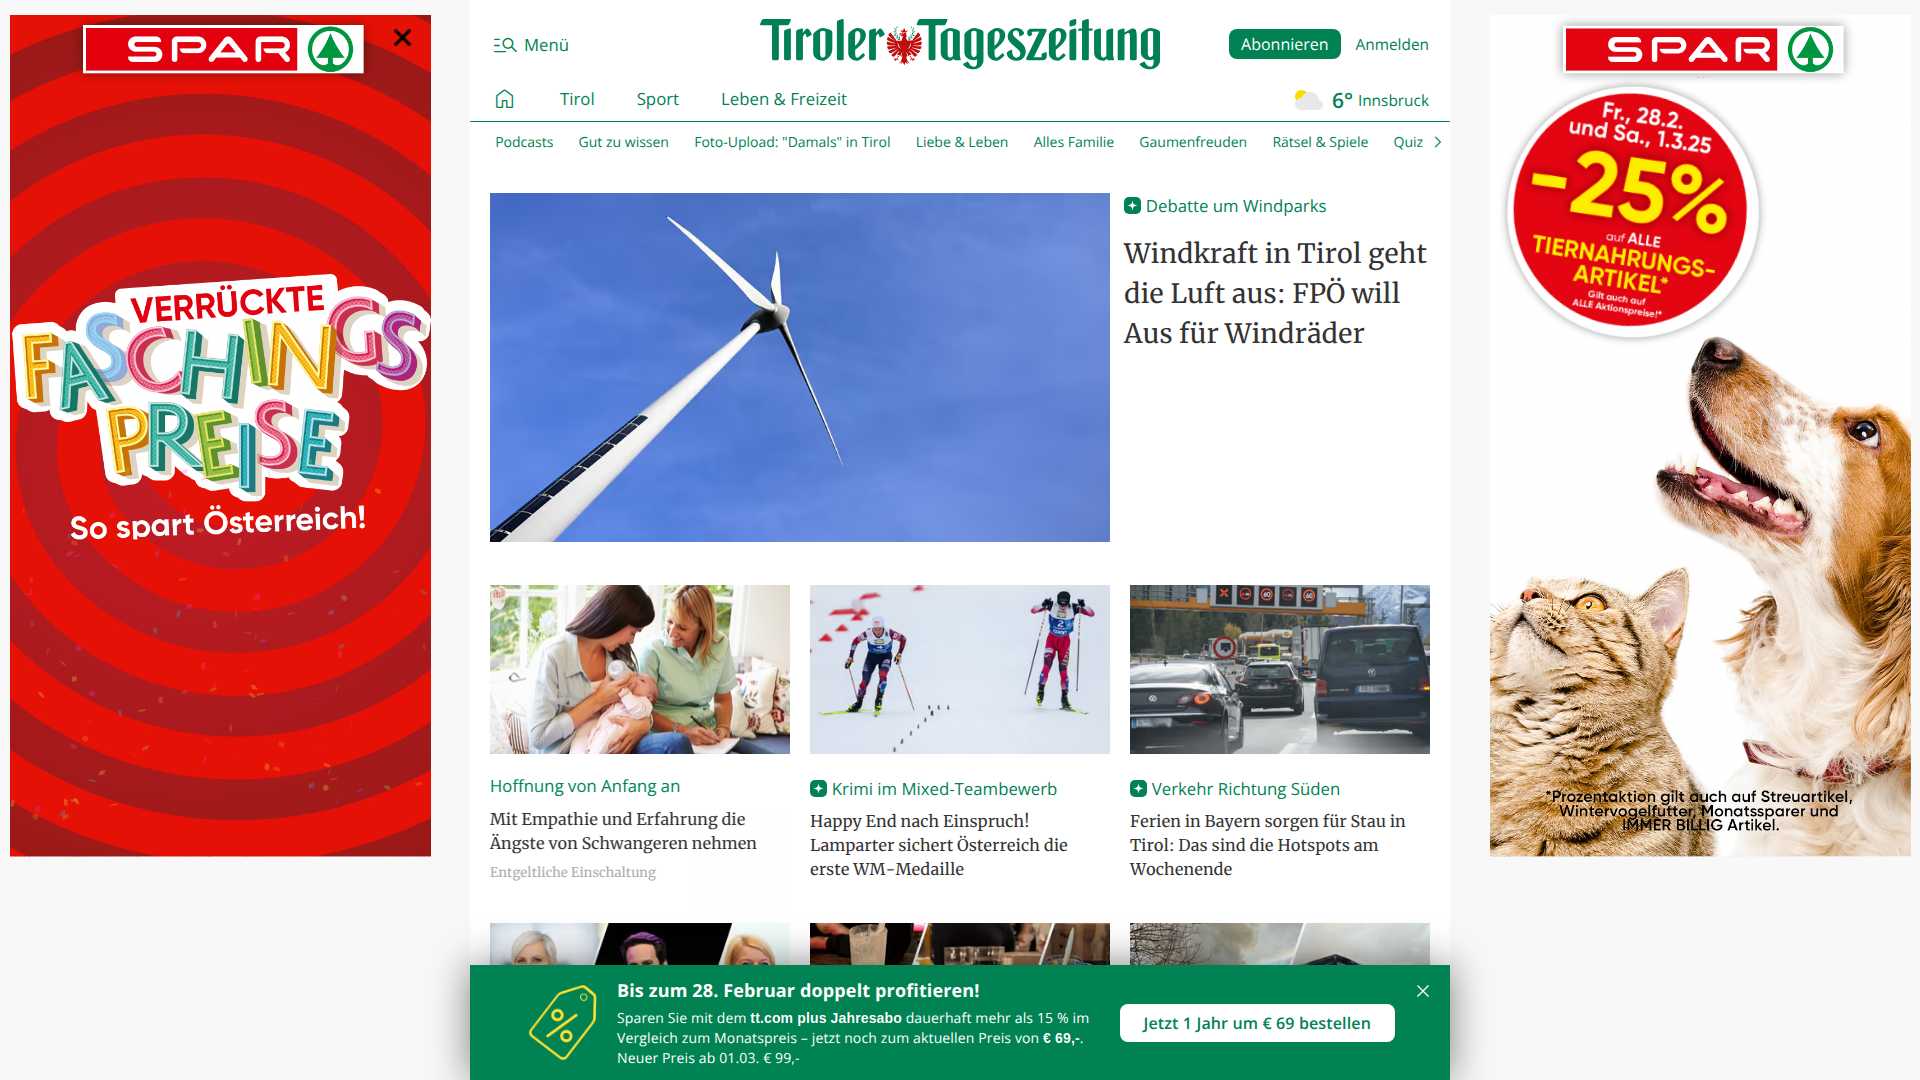 SPAR
VERRÜCKTE
FASCHINGS
PREISE
So spart Österreich!
Menü
Tiroler Tageszeitung
Abonnieren
Anmelden
Tirol
Sport
Leben & Freizeit
6° Innsbruck
Podcasts
Gut zu wissen
Foto-Upload: "Damals" in Tirol
Liebe & Leben
Alles Familie
Gaumenfreuden
Rätsel & Spiele
Quiz
Debatte um Windparks
Windkraft in Tirol geht
die Luft aus: FPÖ will
Aus für Windräder
Hoffnung von Anfang an
Mit Empathie und Erfahrung die
Ängste von Schwangeren nehmen
Entgeltliche Einschaltung
Krimi im Mixed-Teambewerb
Happy End nach Einspruch!
Lamparter sichert Österreich die
erste WM-Medaille
60
60
Verkehr Richtung Süden
Ferien in Bayern sorgen für Stau in
Tirol: Das sind die Hotspots am
Wochenende
Bis zum 28. Februar doppelt profitieren!
Sparen Sie mit dem tt.com plus Jahresabo dauerhaft mehr als 15 % im
Vergleich zum Monatspreis – jetzt noch zum aktuellen Preis von € 69,-.
Neuer Preis ab 01.03. € 99,-
Jetzt 1 Jahr um € 69 bestellen
SPAR
Fr., 28.2.
und Sa., 1.3.25
-25%
auf ALLE
TIERNAHRUNGS-
ARTIKEL*
Gilt auch auf
ALLE Aktionspreise!*
*Prozentaktion gilt auch auf Streuartikel,
Wintervogelfutter, Monatssparer und
IMMER BILLIG Artikel.